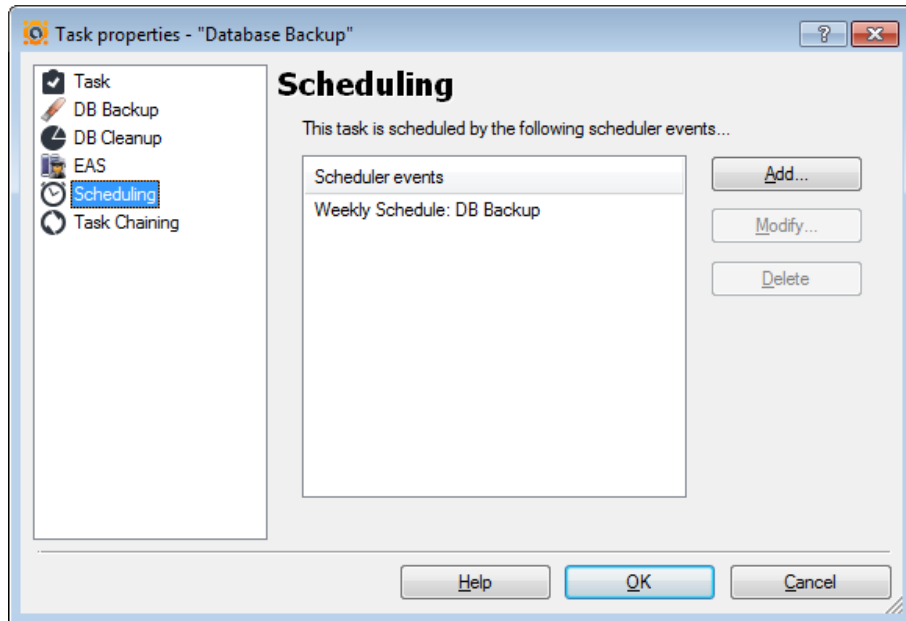 Task properties - "Database Backup"
?
Task
DB Backup
DB Cleanup
EAS
Scheduling
Task Chaining
Scheduling
This task is scheduled by the following scheduler events...
Scheduler events
Weekly Schedule: DB Backup
Add...
Modify...
Delete
Help
OK
Cancel